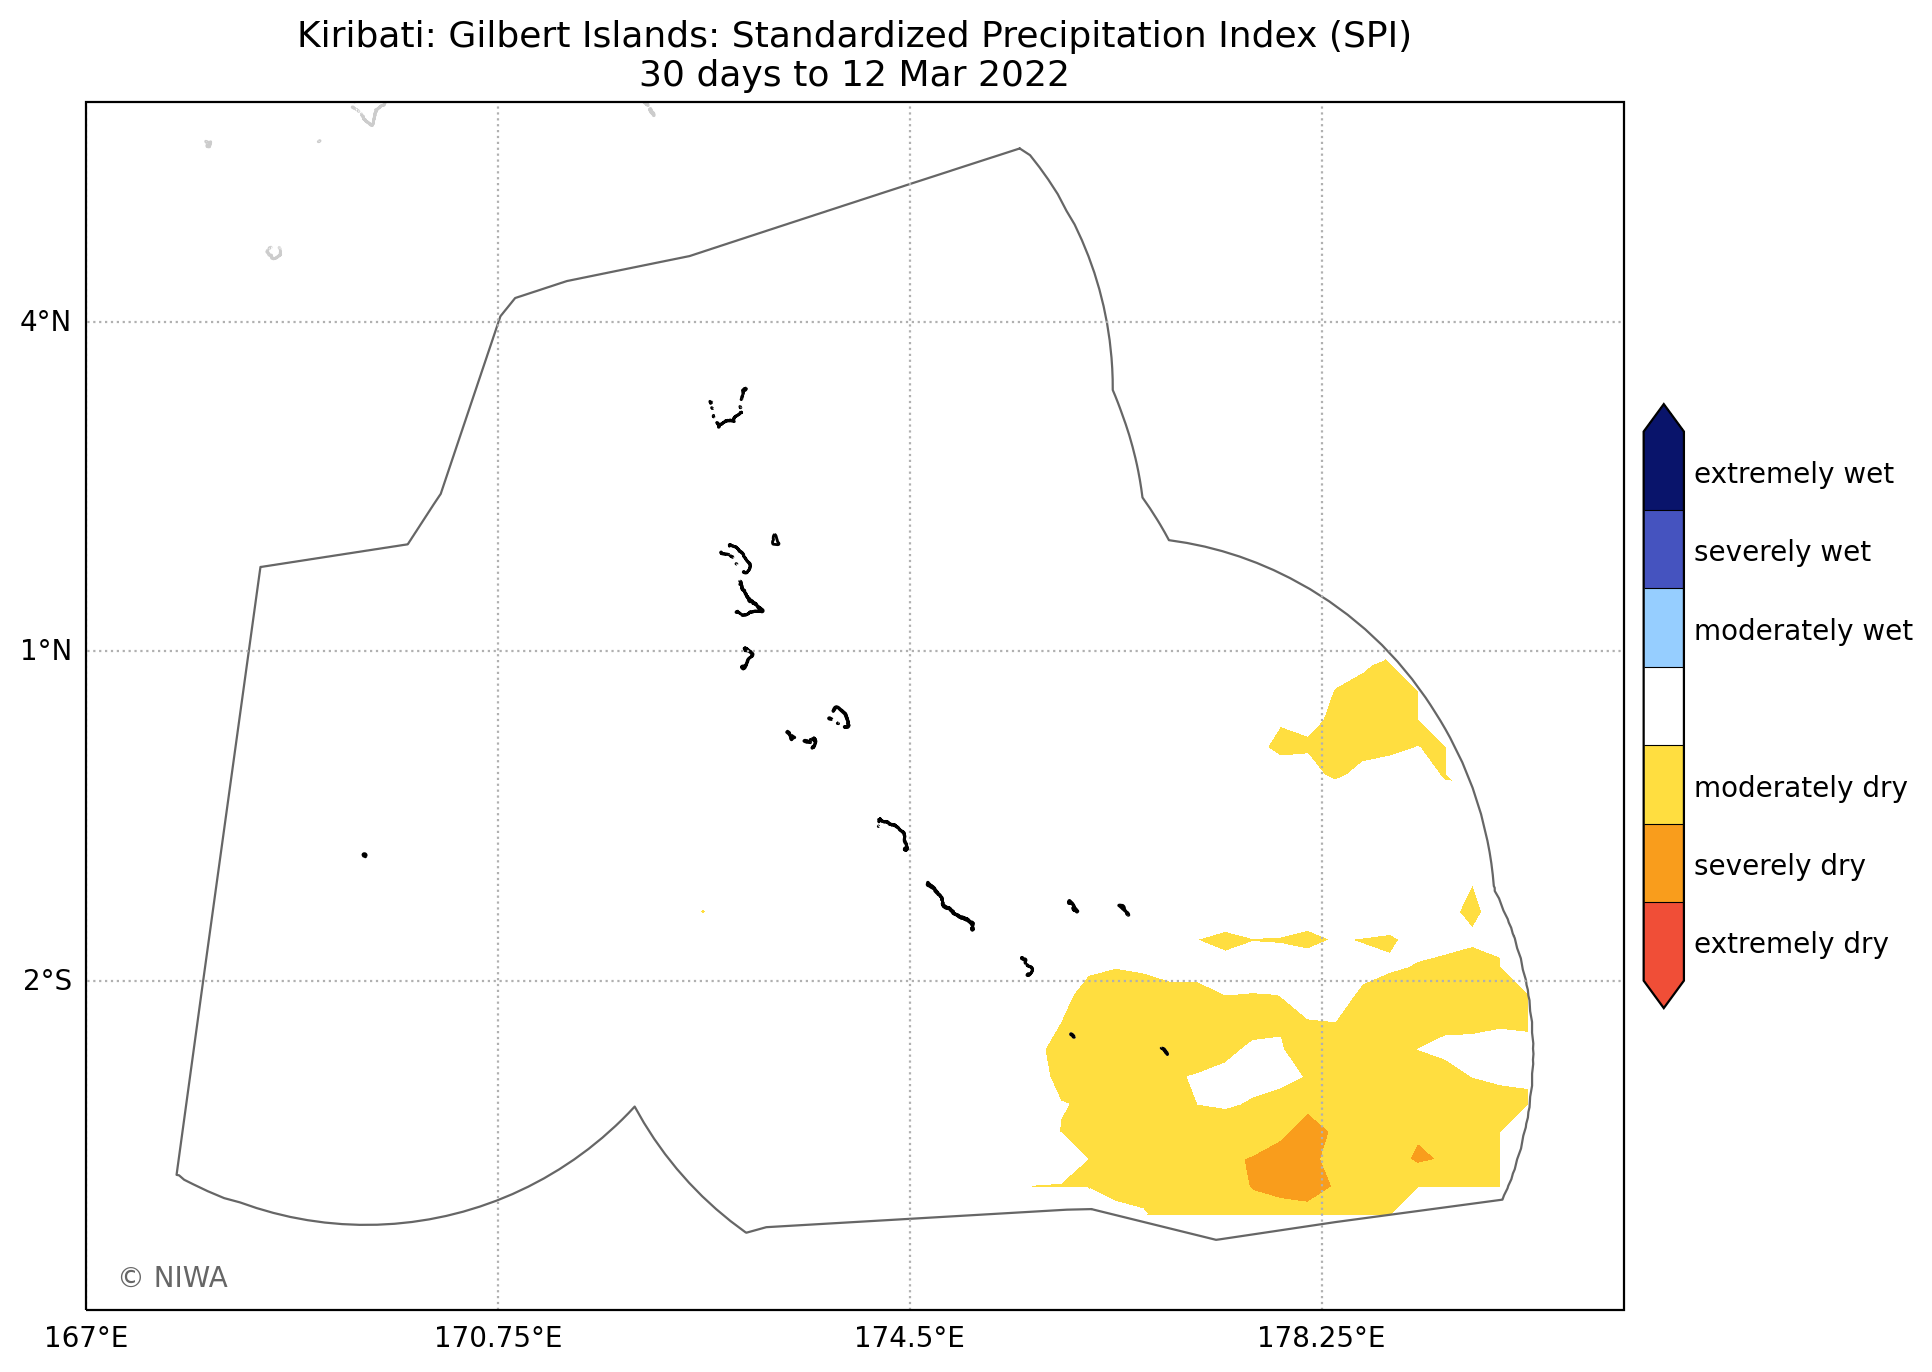 Kiribati: Gilbert Islands: Standardized Precipitation Index (SPI)
30 days to 12 Mar 2022
4°N
1°N
2°S
extremely wet
severely wet
moderately wet
moderately dry
severely dry
extremely dry
© NIWA
167°E
170.75°E
174.5°E
178.25°E